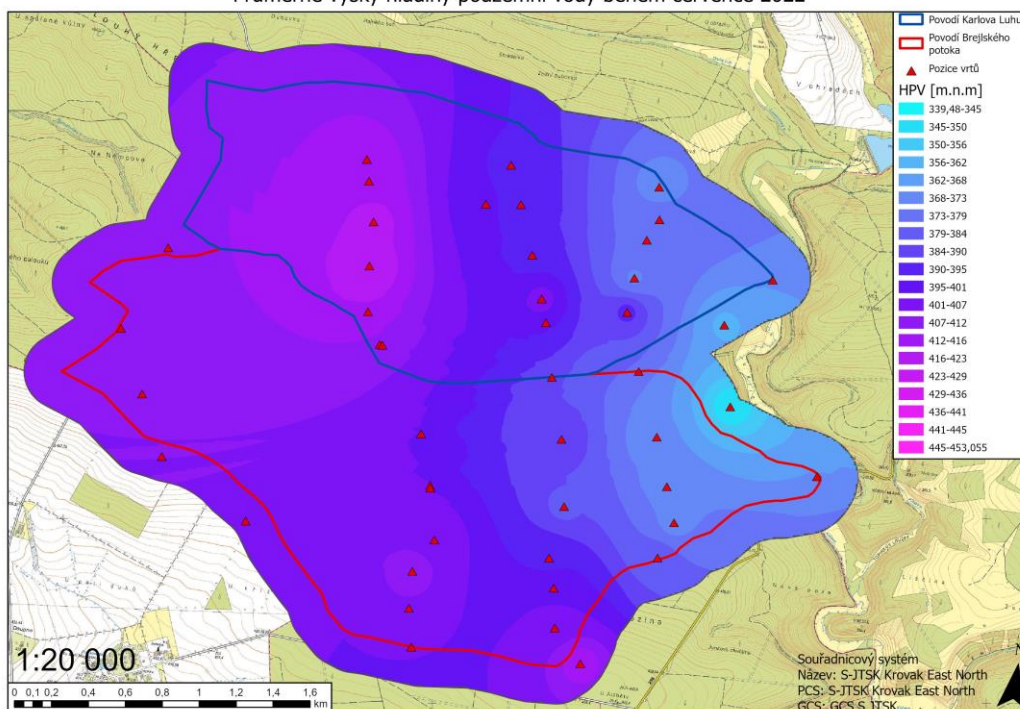 Průměrné výšky hladiny podzemní vody během července 2022
Povodí Karlova Luhu
Povodí Brejlského
potoka
Pozice vrtů
HPV [m.n.m]
339,48-345
345-350
350-356
356-362
362-368
368-373
373-379
379-384
384-390
390-395
395-401
401-407
407-412
412-416
416-423
423-429
429-436
436-441
441-445
445-453,055
V ohradách
1:20 000
0 0,1 0,2 0,4 0,6 0,8 1 1,2 1,4 1,6
km
Souřadnicový systém
Název: S-JTSK Krovak East North
PCS: S-JTSK Krovak East North
GCS: GCS S JTSK